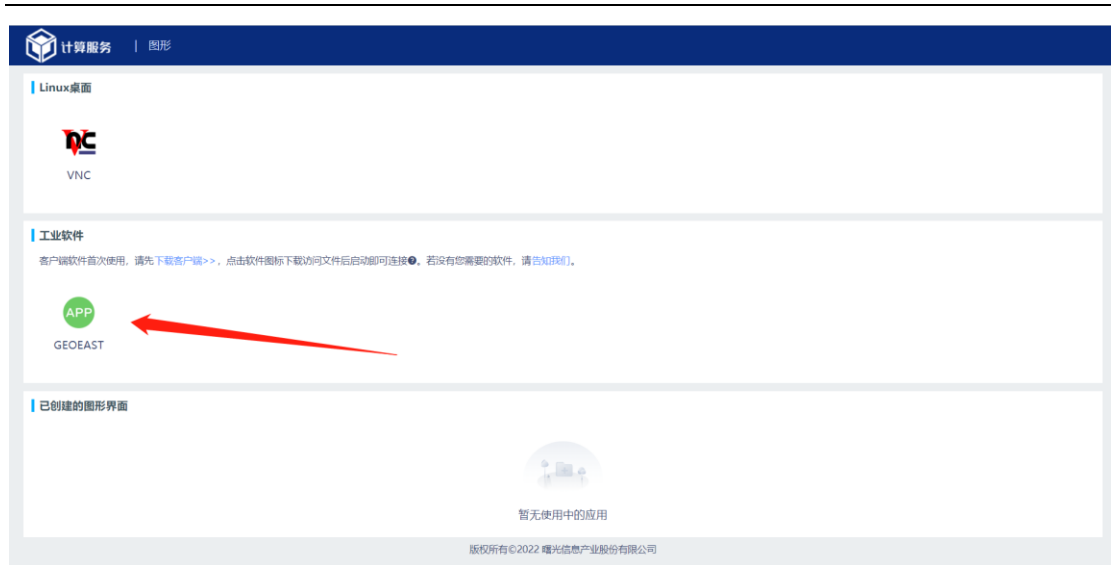 计算服务 | 图形
Linux桌面
VNC
VNC
工业软件
客户端软件首次使用，请先下载客户端>>，点击软件图标下载访问文件后启动即可连接?。若没有您需要的软件，请告知我们。
APP
GEOEAST
已创建的图形界面
暂无使用中的应用
版权所有©2022 曙光信息产业股份有限公司